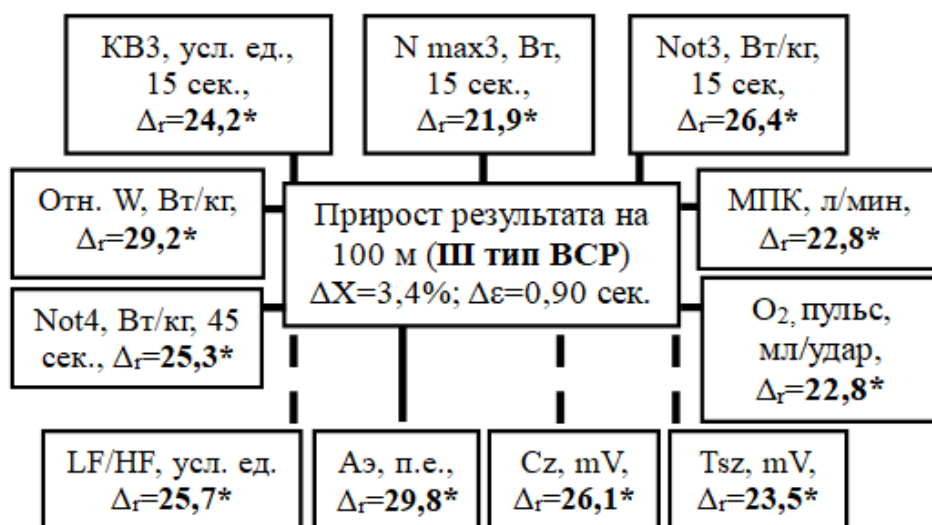 КВ3, усл. ед.,
15 сек.,
Δr=24,2*
N max3, Вт,
15 сек.,
Δr=21,9*
Not3, Вт/кг,
15 сек,
Δr=26,4*
Отн. W, Вт/кг,
Δr=29,2*
Прирост результата на
100 м (III тип ВСР)
ΔX=3,4%; Δε=0,90 сек.
МПК, л/мин,
Δr=22,8*
Not4, Вт/кг, 45
сек., Δr=25,3*
O2, пульс,
мл/удар,
Δr=22,8*
LF/HF, усл. ед.
Δr=25,7*
Аэ, п.е.,
Δr=29,8*
Cz, mV,
Δr=26,1*
Tsz, mV,
Δr=23,5*